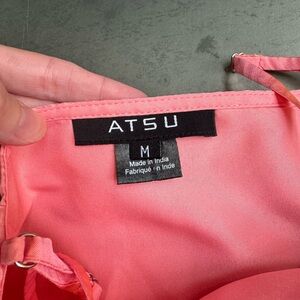 ATSU
M
Made in India
Fabriqué en Inde